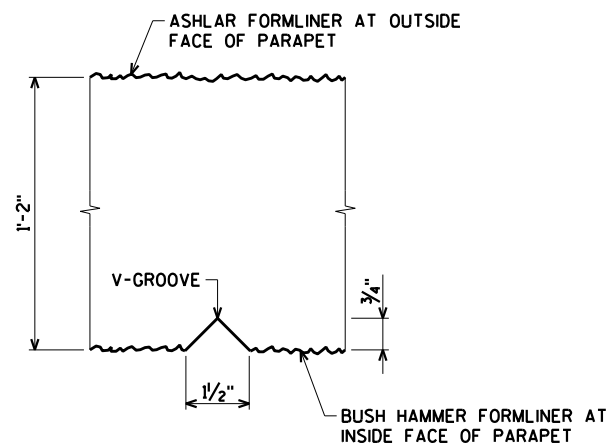 ASHLAR FORMLINER AT OUTSIDE
FACE OF PARAPET
1'-2"
V-GROOVE
3/4"
1 1/2"
BUSH HAMMER FORMLINER AT
INSIDE FACE OF PARAPET